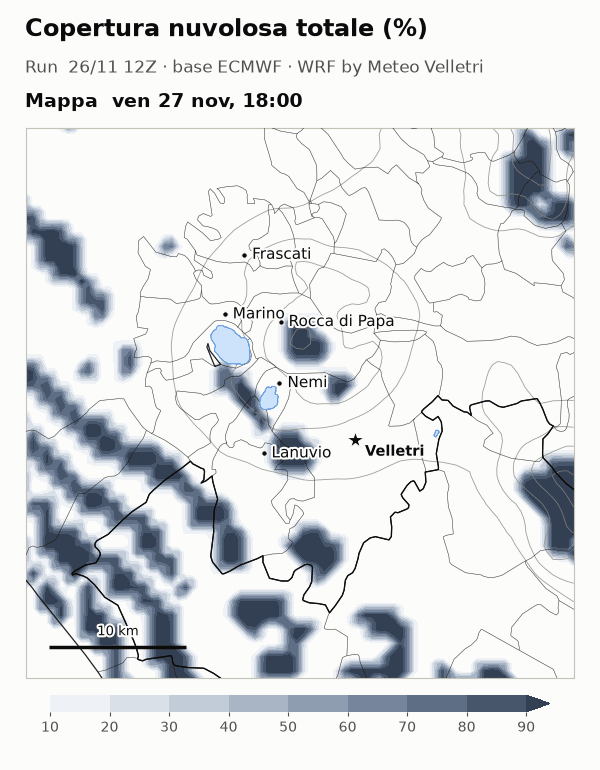 Copertura nuvolosa totale (%)
Run 26/11 12Z · base ECMWF · WRF by Meteo Velletri
Mappa ven 27 nov, 18:00
Frascati
Marino
Rocca di Papa
Nemi
Velletri
Lanuvio
10 km
10 20 30 40 50 60 70 80 90